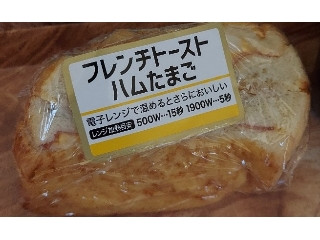 フレンチトースト
ハムたまご
電子レンジで温めるとさらにおいしい
レンジ加熱目安 500W…15秒 1900W…5秒